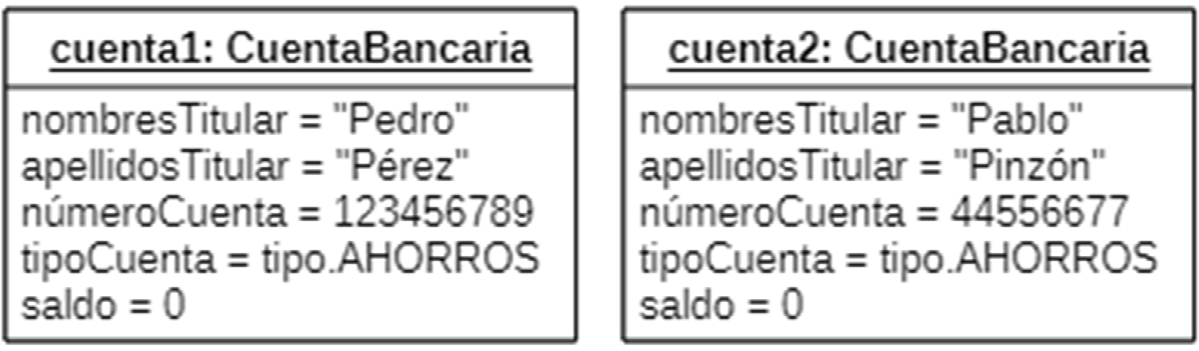 cuenta1: CuentaBancaria
nombresTitular = "Pedro"
apellidosTitular = "Pérez"
númeroCuenta = 123456789
tipoCuenta = tipo.AHORROS
saldo = 0
cuenta2: CuentaBancaria
nombresTitular = "Pablo"
apellidosTitular = "Pinzón"
númeroCuenta = 44556677
tipoCuenta = tipo.AHORROS
saldo = 0